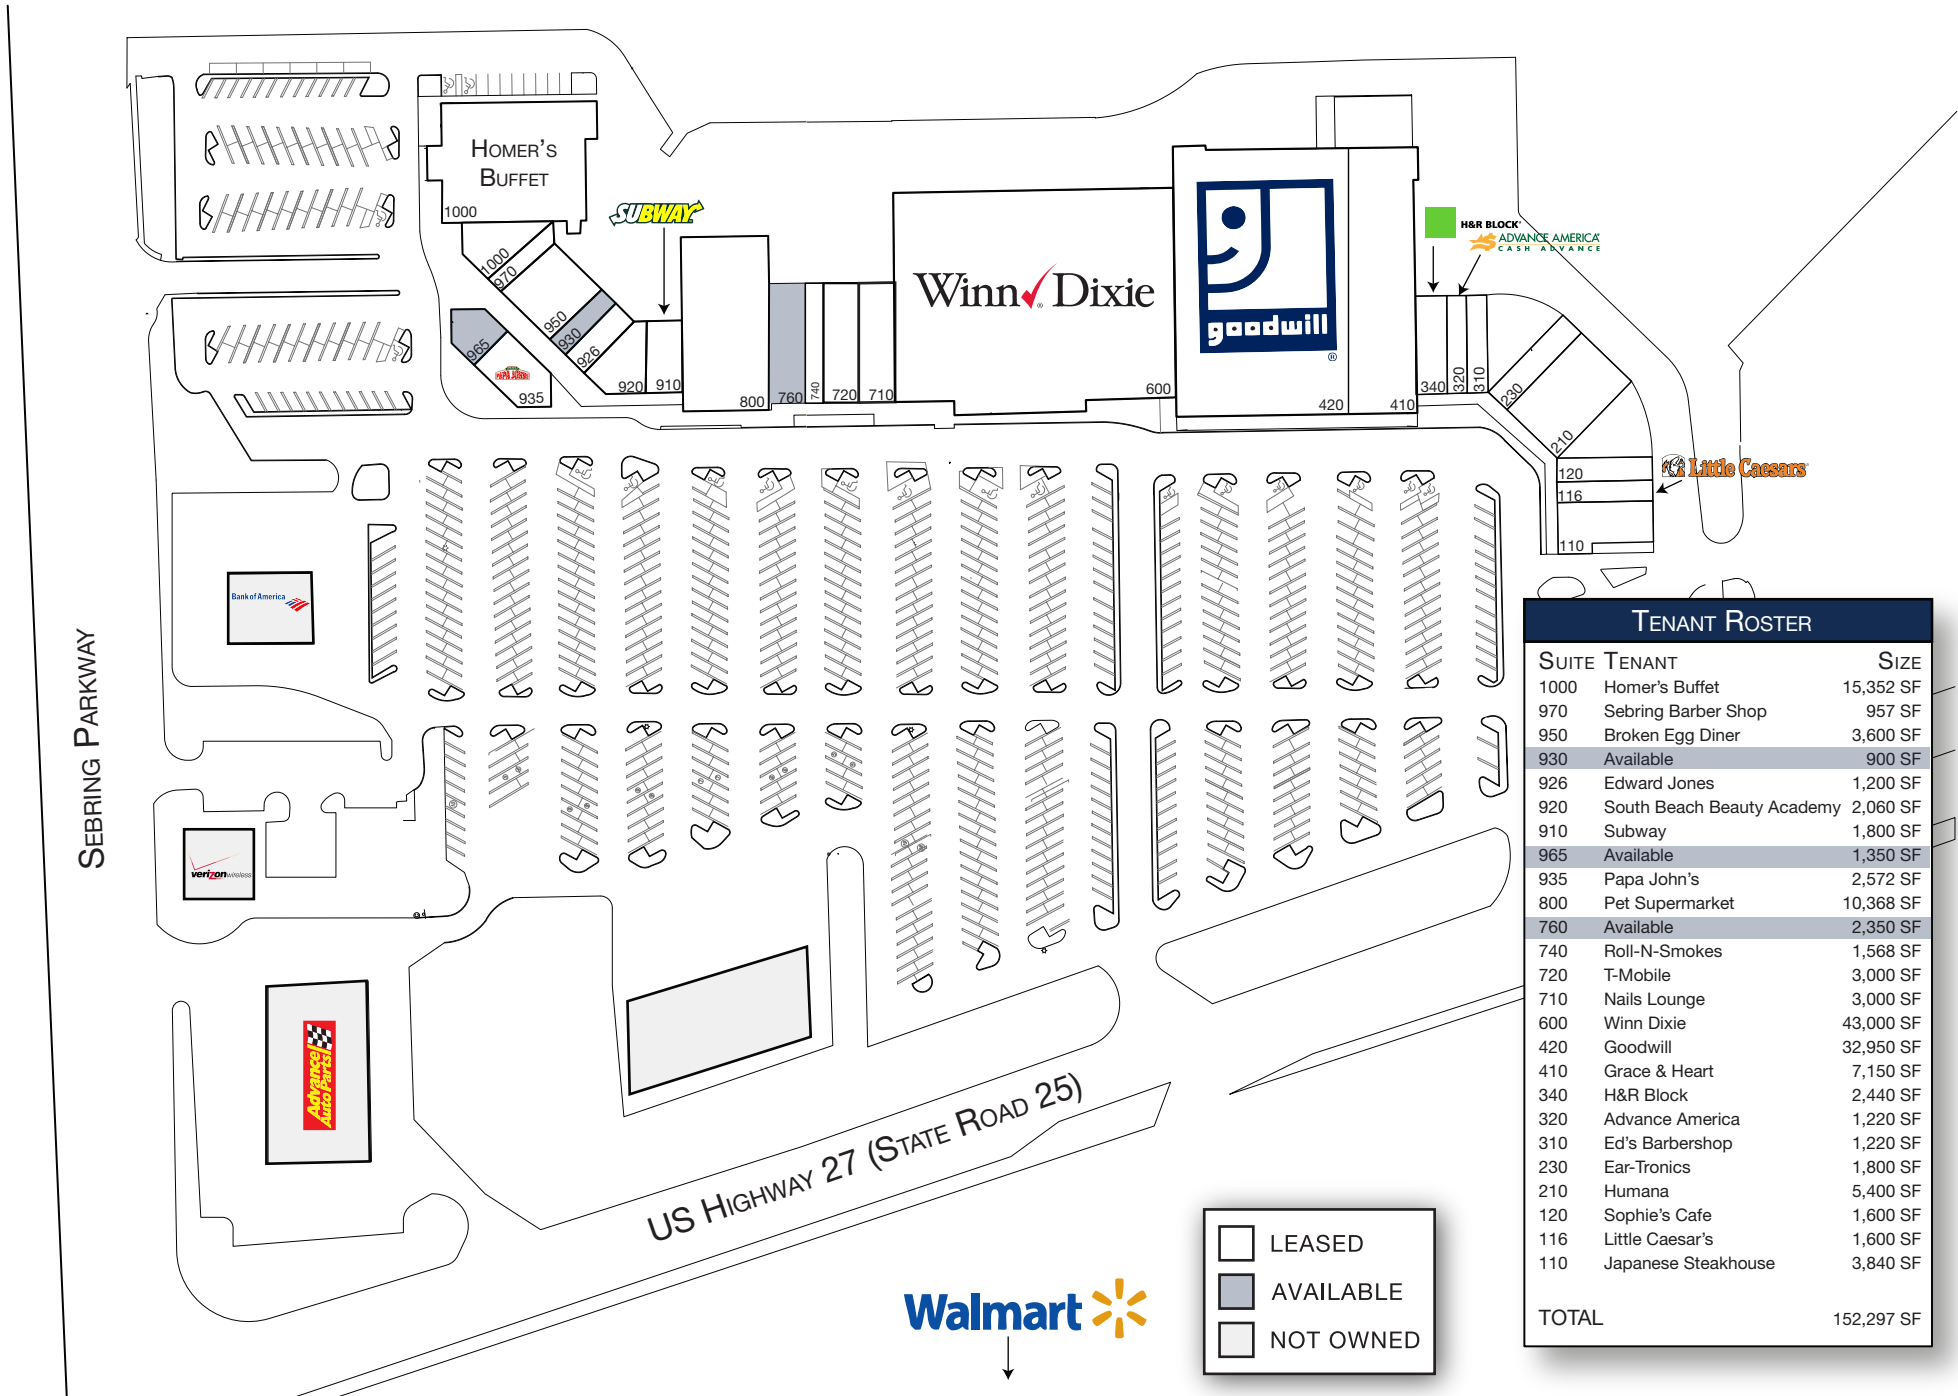 HOMER'S
BUFFET
1000
SUBWAY
1000
970
950
930
926
920
910
965
PAPA JOHN'S
935
800
760
740
720
710
Winn Dixie
600
goodwill
®
420
410
H&R BLOCK
ADVANCE AMERICA
CASH ADVANCE
340
320
310
230
210
120
116
110
Little Caesars
Bank of America
verizonwireless
Advance
Auto Parts
SEBRING PARKWAY
US HIGHWAY 27 (STATE ROAD 25)
Walmart
LEASED
AVAILABLE
NOT OWNED
TENANT ROSTER
SUITE TENANT SIZE
1000 Homer's Buffet 15,352 SF
970 Sebring Barber Shop 957 SF
950 Broken Egg Diner 3,600 SF
930 Available 900 SF
926 Edward Jones 1,200 SF
920 South Beach Beauty Academy 2,060 SF
910 Subway 1,800 SF
965 Available 1,350 SF
935 Papa John's 2,572 SF
800 Pet Supermarket 10,368 SF
760 Available 2,350 SF
740 Roll-N-Smokes 1,568 SF
720 T-Mobile 3,000 SF
710 Nails Lounge 3,000 SF
600 Winn Dixie 43,000 SF
420 Goodwill 32,950 SF
410 Grace & Heart 7,150 SF
340 H&R Block 2,440 SF
320 Advance America 1,220 SF
310 Ed's Barbershop 1,220 SF
230 Ear-Tronics 1,800 SF
210 Humana 5,400 SF
120 Sophie's Cafe 1,600 SF
116 Little Caesar's 1,600 SF
110 Japanese Steakhouse 3,840 SF
TOTAL 152,297 SF